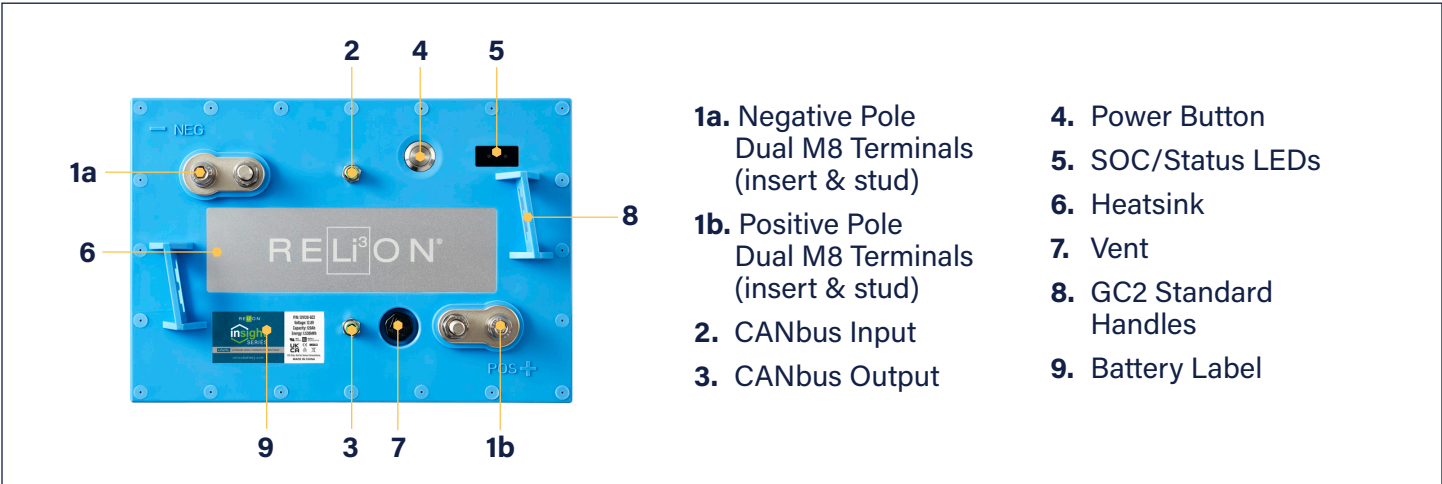 2
4
5
— NEG
1a
8
6
RELi³ON®
RELiON
insight
SERIES
POS +
9
3
7
1b
1a. Negative Pole
Dual M8 Terminals
(insert & stud)
1b. Positive Pole
Dual M8 Terminals
(insert & stud)
2. CANbus Input
3. CANbus Output
4. Power Button
5. SOC/Status LEDs
6. Heatsink
7. Vent
8. GC2 Standard
Handles
9. Battery Label